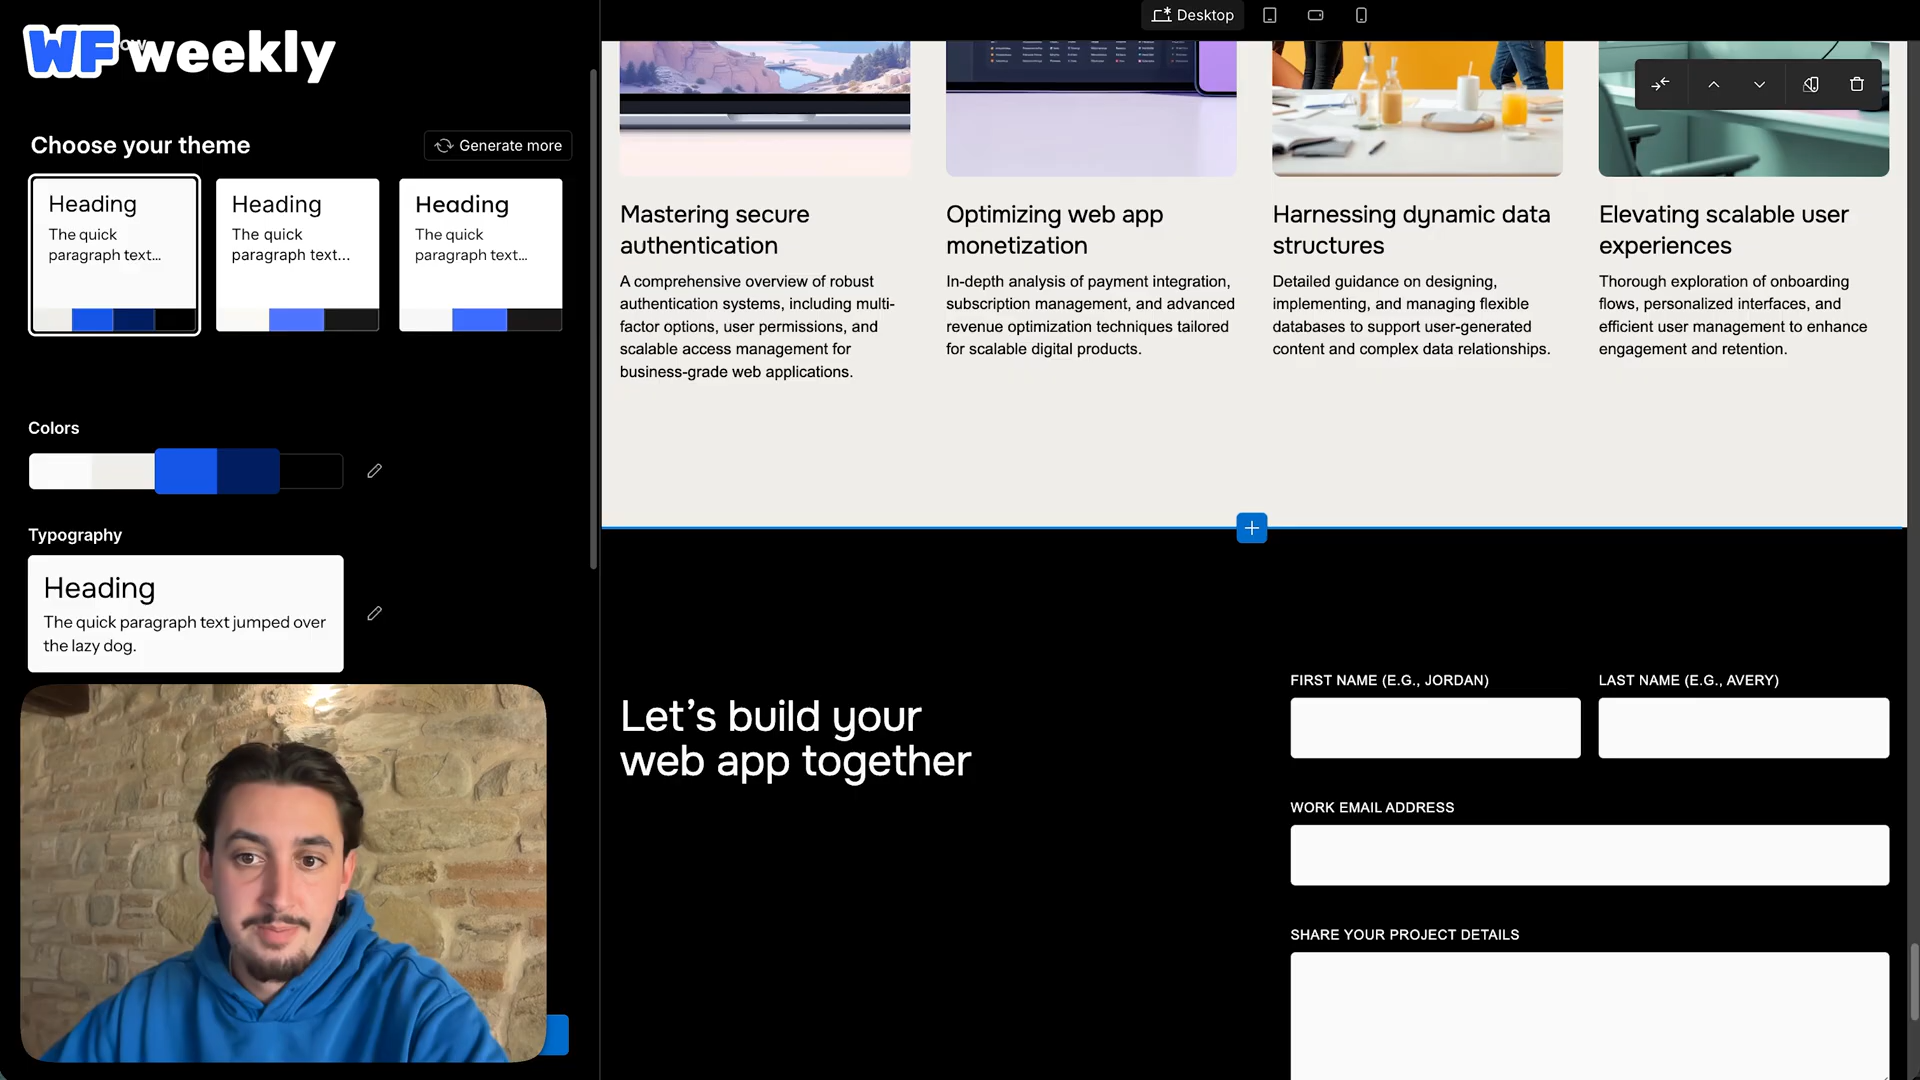 WF weekly
ow
Desktop
Choose your theme
Generate more
Heading
The quick
paragraph text...
Heading
The quick
paragraph text...
Heading
The quick
paragraph text...
Colors
Typography
Heading
The quick paragraph text jumped over
the lazy dog.
Mastering secure
authentication
A comprehensive overview of robust
authentication systems, including multi-
factor options, user permissions, and
scalable access management for
business-grade web applications.
Optimizing web app
monetization
In-depth analysis of payment integration,
subscription management, and advanced
revenue optimization techniques tailored
for scalable digital products.
Harnessing dynamic data
structures
Detailed guidance on designing,
implementing, and managing flexible
databases to support user-generated
content and complex data relationships.
Elevating scalable user
experiences
Thorough exploration of onboarding
flows, personalized interfaces, and
efficient user management to enhance
engagement and retention.
Let’s build your
web app together
FIRST NAME (E.G., JORDAN)
LAST NAME (E.G., AVERY)
WORK EMAIL ADDRESS
SHARE YOUR PROJECT DETAILS